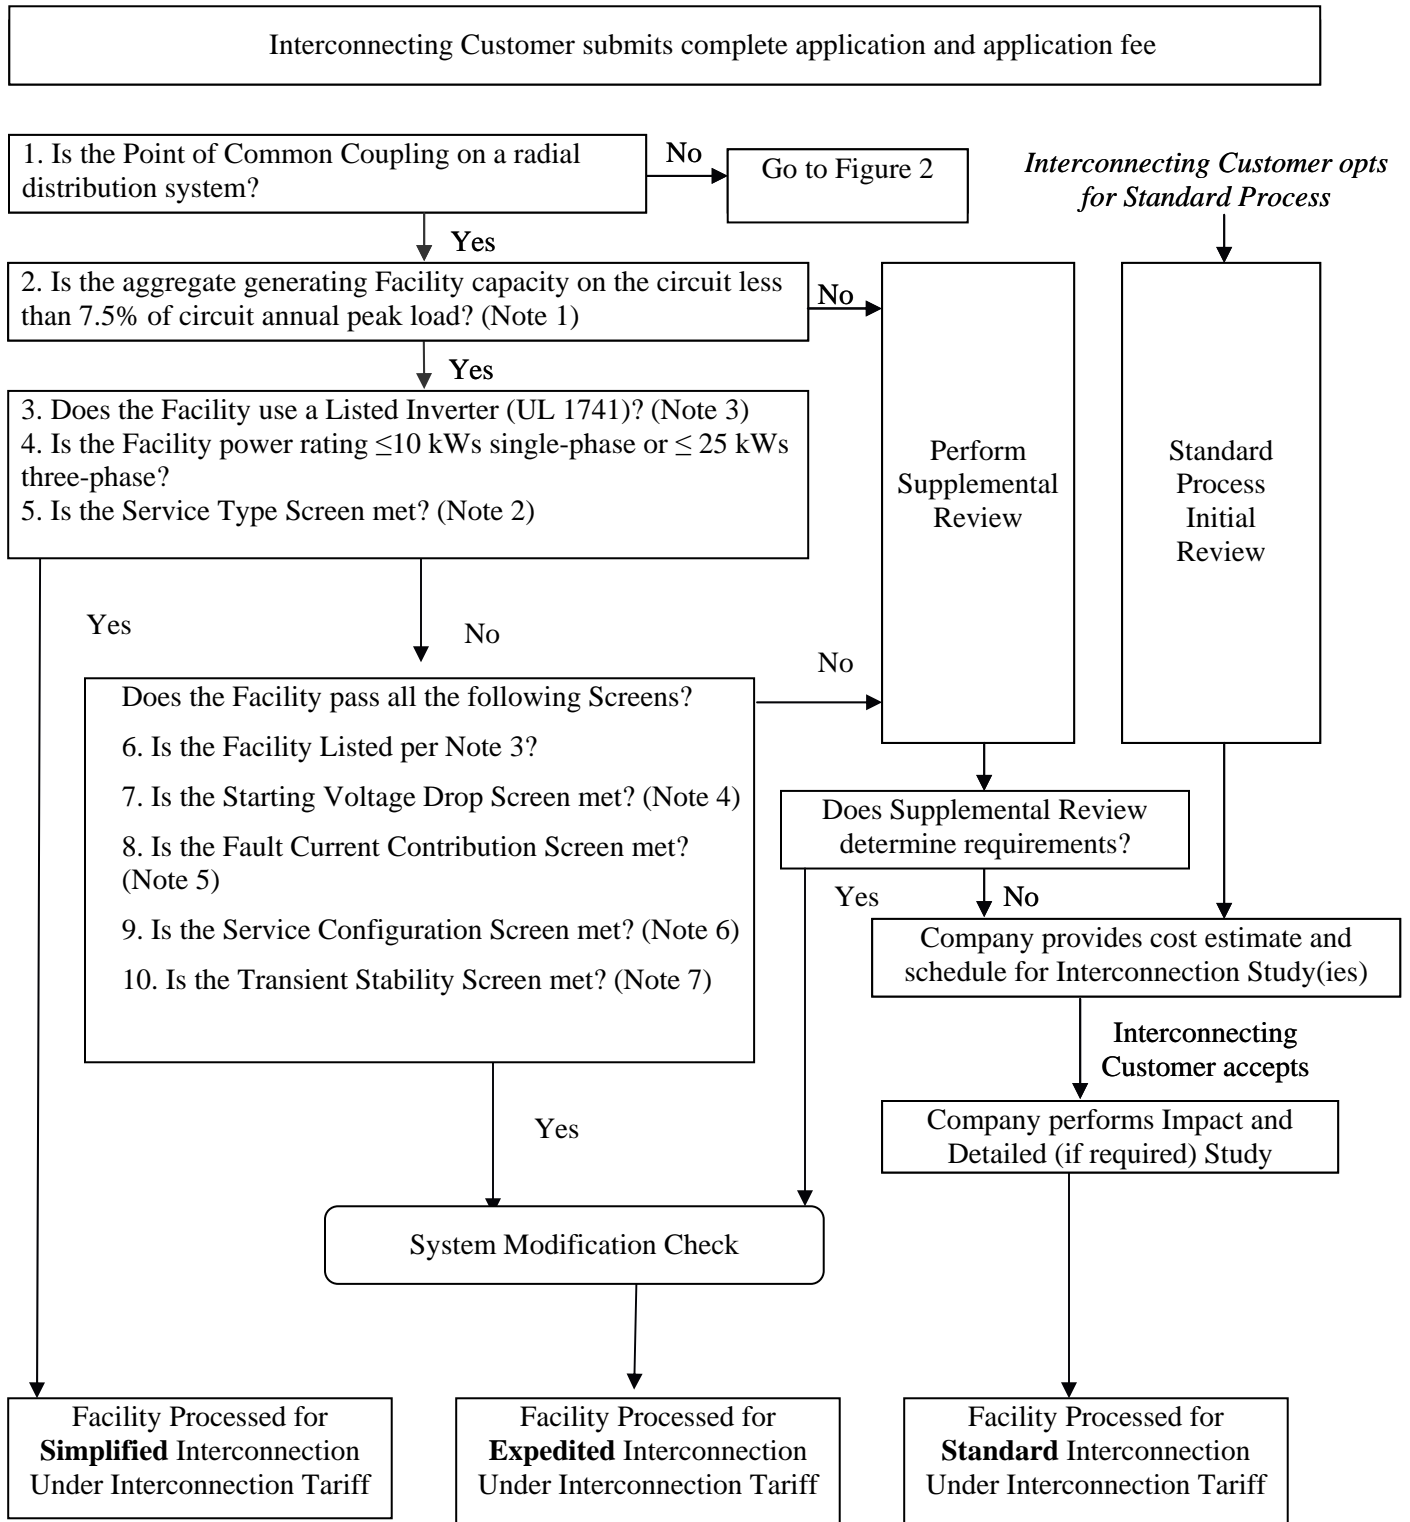 Interconnecting Customer submits complete application and application fee
1. Is the Point of Common Coupling on a radial
distribution system?
No
Go to Figure 2
Interconnecting Customer opts
for Standard Process
Yes
2. Is the aggregate generating Facility capacity on the circuit less
than 7.5% of circuit annual peak load? (Note 1)
No
Yes
3. Does the Facility use a Listed Inverter (UL 1741)? (Note 3)
4. Is the Facility power rating ≤10 kWs single-phase or ≤ 25 kWs
three-phase?
5. Is the Service Type Screen met? (Note 2)
Perform
Supplemental
Review
Standard
Process
Initial
Review
Yes
No
No
Does the Facility pass all the following Screens?
6. Is the Facility Listed per Note 3?
7. Is the Starting Voltage Drop Screen met? (Note 4)
8. Is the Fault Current Contribution Screen met?
(Note 5)
9. Is the Service Configuration Screen met? (Note 6)
10. Is the Transient Stability Screen met? (Note 7)
Does Supplemental Review
determine requirements?
Yes
No
Company provides cost estimate and
schedule for Interconnection Study(ies)
Interconnecting
Customer accepts
Company performs Impact and
Detailed (if required) Study
Yes
System Modification Check
Facility Processed for
Simplified Interconnection
Under Interconnection Tariff
Facility Processed for
Expedited Interconnection
Under Interconnection Tariff
Facility Processed for
Standard Interconnection
Under Interconnection Tariff